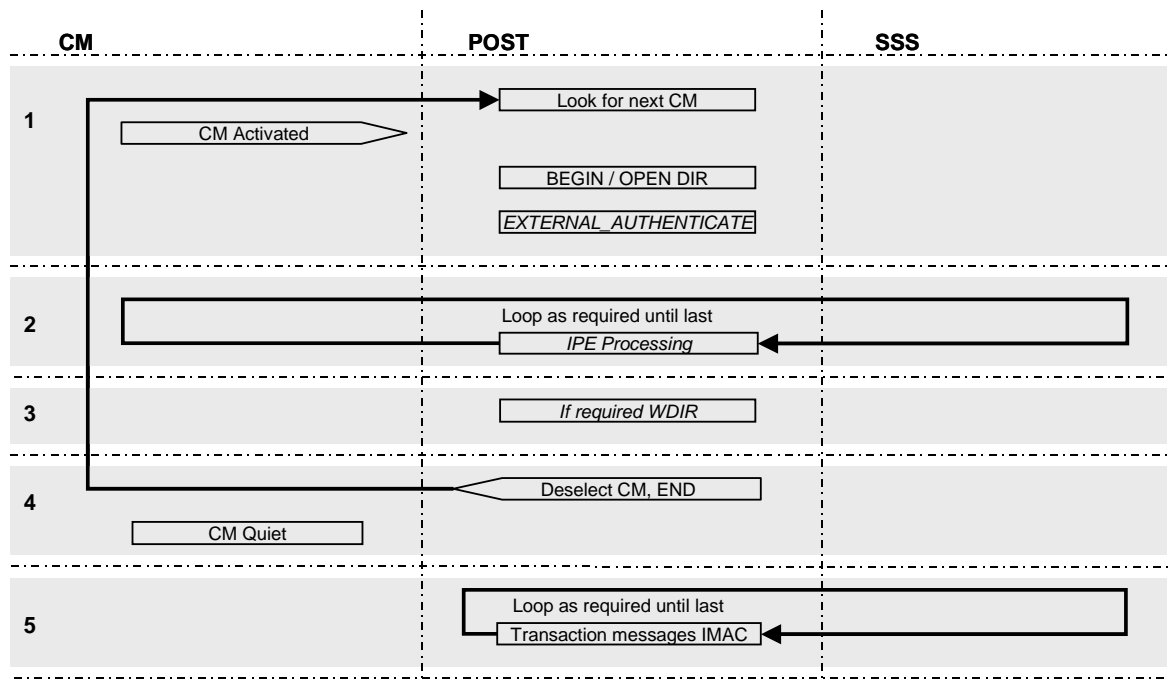 CM POST SSS
1
Look for next CM
CM Activated
BEGIN / OPEN DIR
EXTERNAL_AUTHENTICATE
2
Loop as required until last
IPE Processing
3
If required WDIR
4
Deselect CM, END
CM Quiet
5
Loop as required until last
Transaction messages IMAC